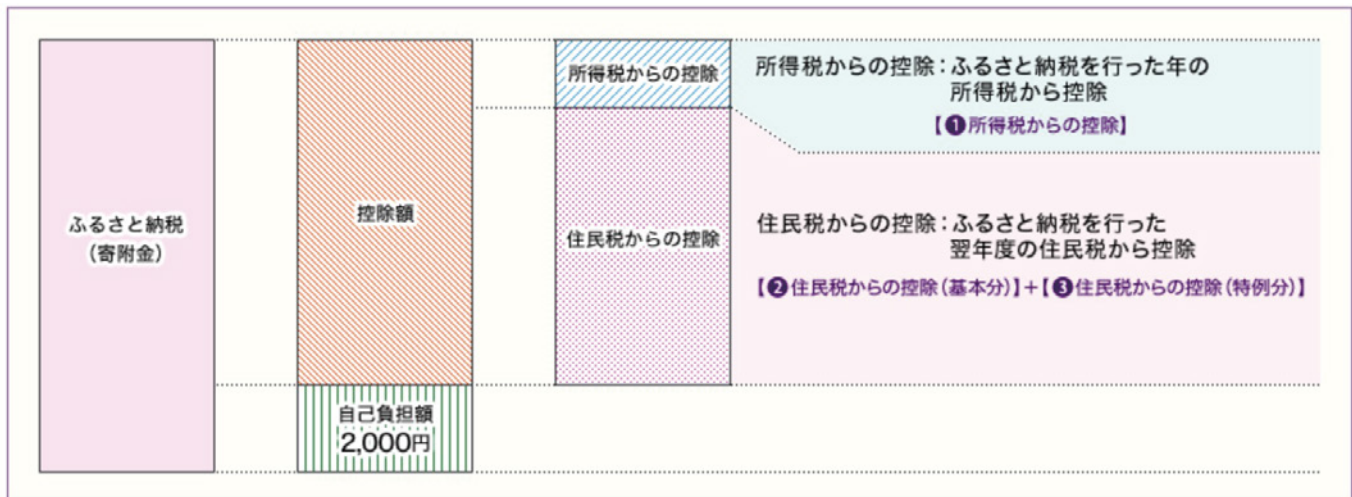 ふるさと納税
（寄附金）
控除額
自己負担額
2,000円
所得税からの控除
住民税からの控除
所得税からの控除：ふるさと納税を行った年の
所得税から控除
【❶所得税からの控除】
住民税からの控除：ふるさと納税を行った
翌年度の住民税から控除
【❷住民税からの控除（基本分）】＋【❸住民税からの控除（特例分）】